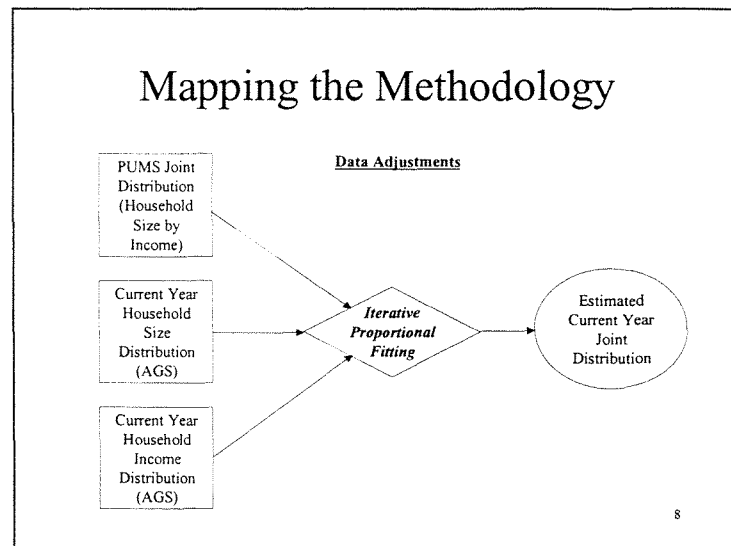 Mapping the Methodology
Data Adjustments
PUMS Joint
Distribution
(Household
Size by
Income)
Current Year
Household
Size
Distribution
(AGS)
Current Year
Household
Income
Distribution
(AGS)
Iterative
Proportional
Fitting
Estimated
Current Year
Joint
Distribution
8